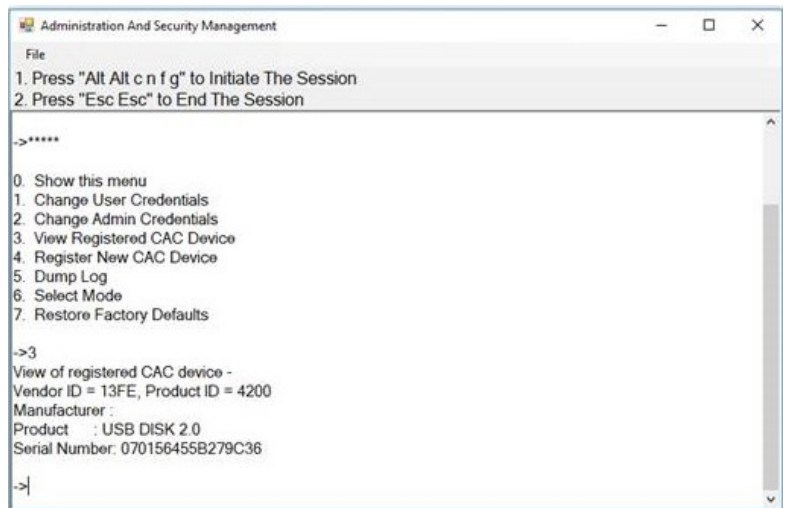 Administration And Security Management
File
1. Press "Alt Alt c n f g" to Initiate The Session
2. Press "Esc Esc" to End The Session
->*****
0. Show this menu
1. Change User Credentials
2. Change Admin Credentials
3. View Registered CAC Device
4. Register New CAC Device
5. Dump Log
6. Select Mode
7. Restore Factory Defaults
->3
View of registered CAC device -
Vendor ID = 13FE, Product ID = 4200
Manufacturer :
Product : USB DISK 2.0
Serial Number: 070156455B279C36
->